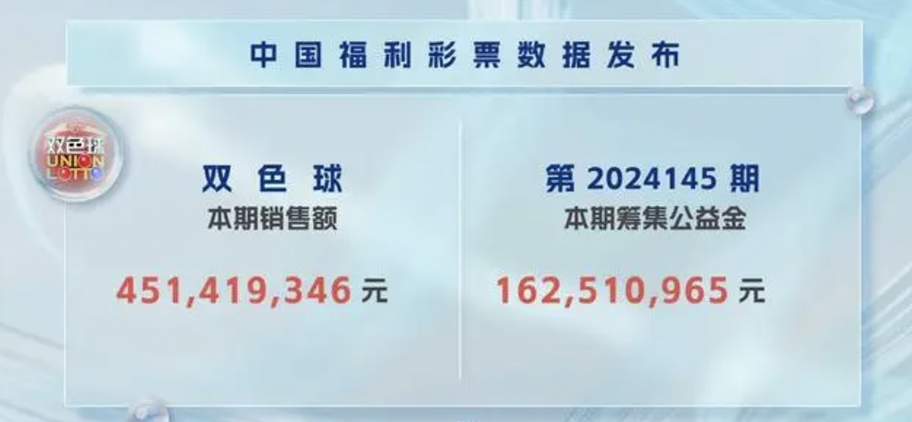 中国福利彩票数据发布
双色球
UNION
LOTTO
双色球
本期销售额
451,419,346 元
第 2024145 期
本期筹集公益金
162,510,965 元